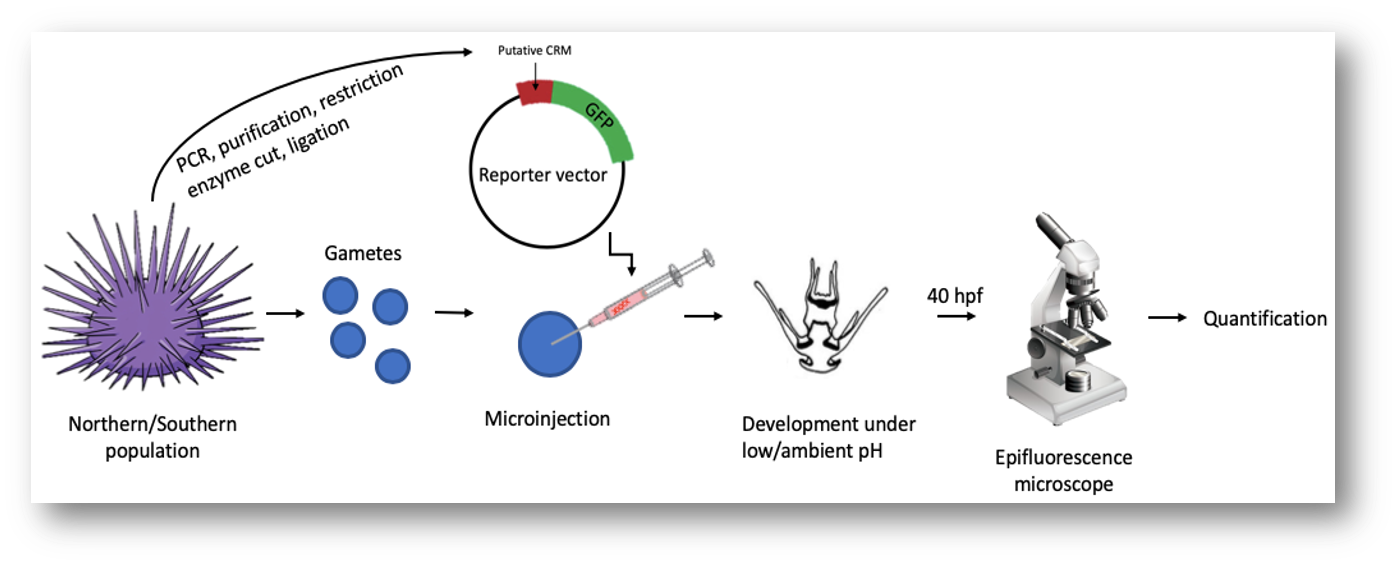 Putative CRM
PCR, purification, restriction
enzyme cut, ligation
GFP
Reporter vector
Gametes
40 hpf
Quantification
Northern/Southern
population
Microinjection
Development under
low/ambient pH
Epifluorescence
microscope